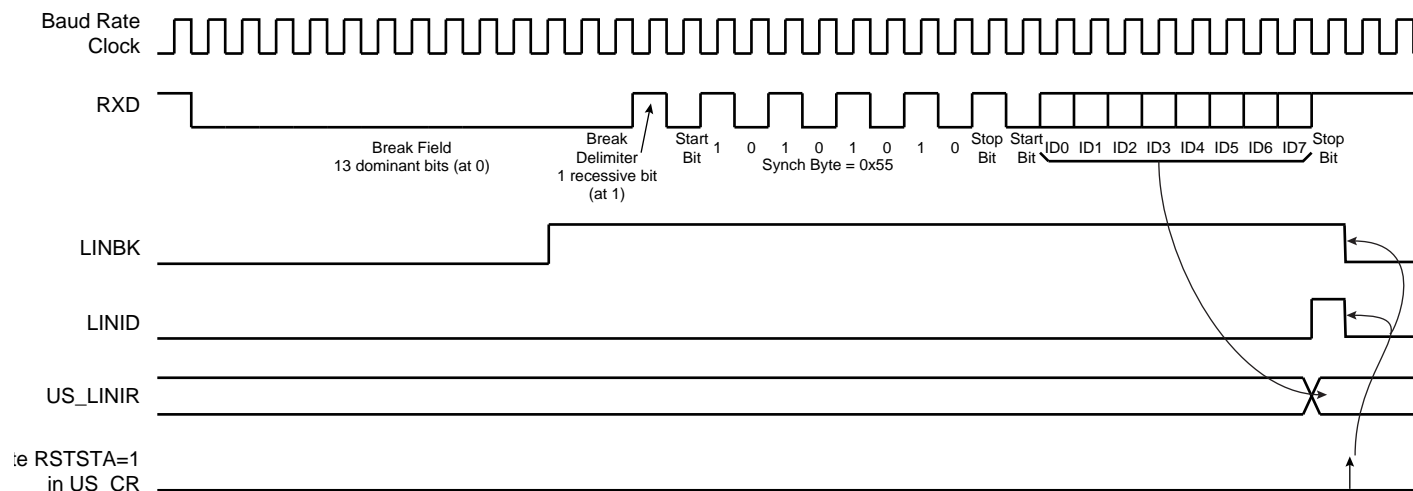 Baud Rate
Clock
RXD
Break Field
13 dominant bits (at 0)
Break
Delimiter
1 recessive bit
(at 1)
Start
Bit
1 0 1 0 1 0 1 0
Synch Byte = 0x55
Stop
Bit
Start
Bit
ID0 ID1 ID2 ID3 ID4 ID5 ID6 ID7
Stop
Bit
LINBK
LINID
US_LINIR
te RSTSTA=1
in US_CR